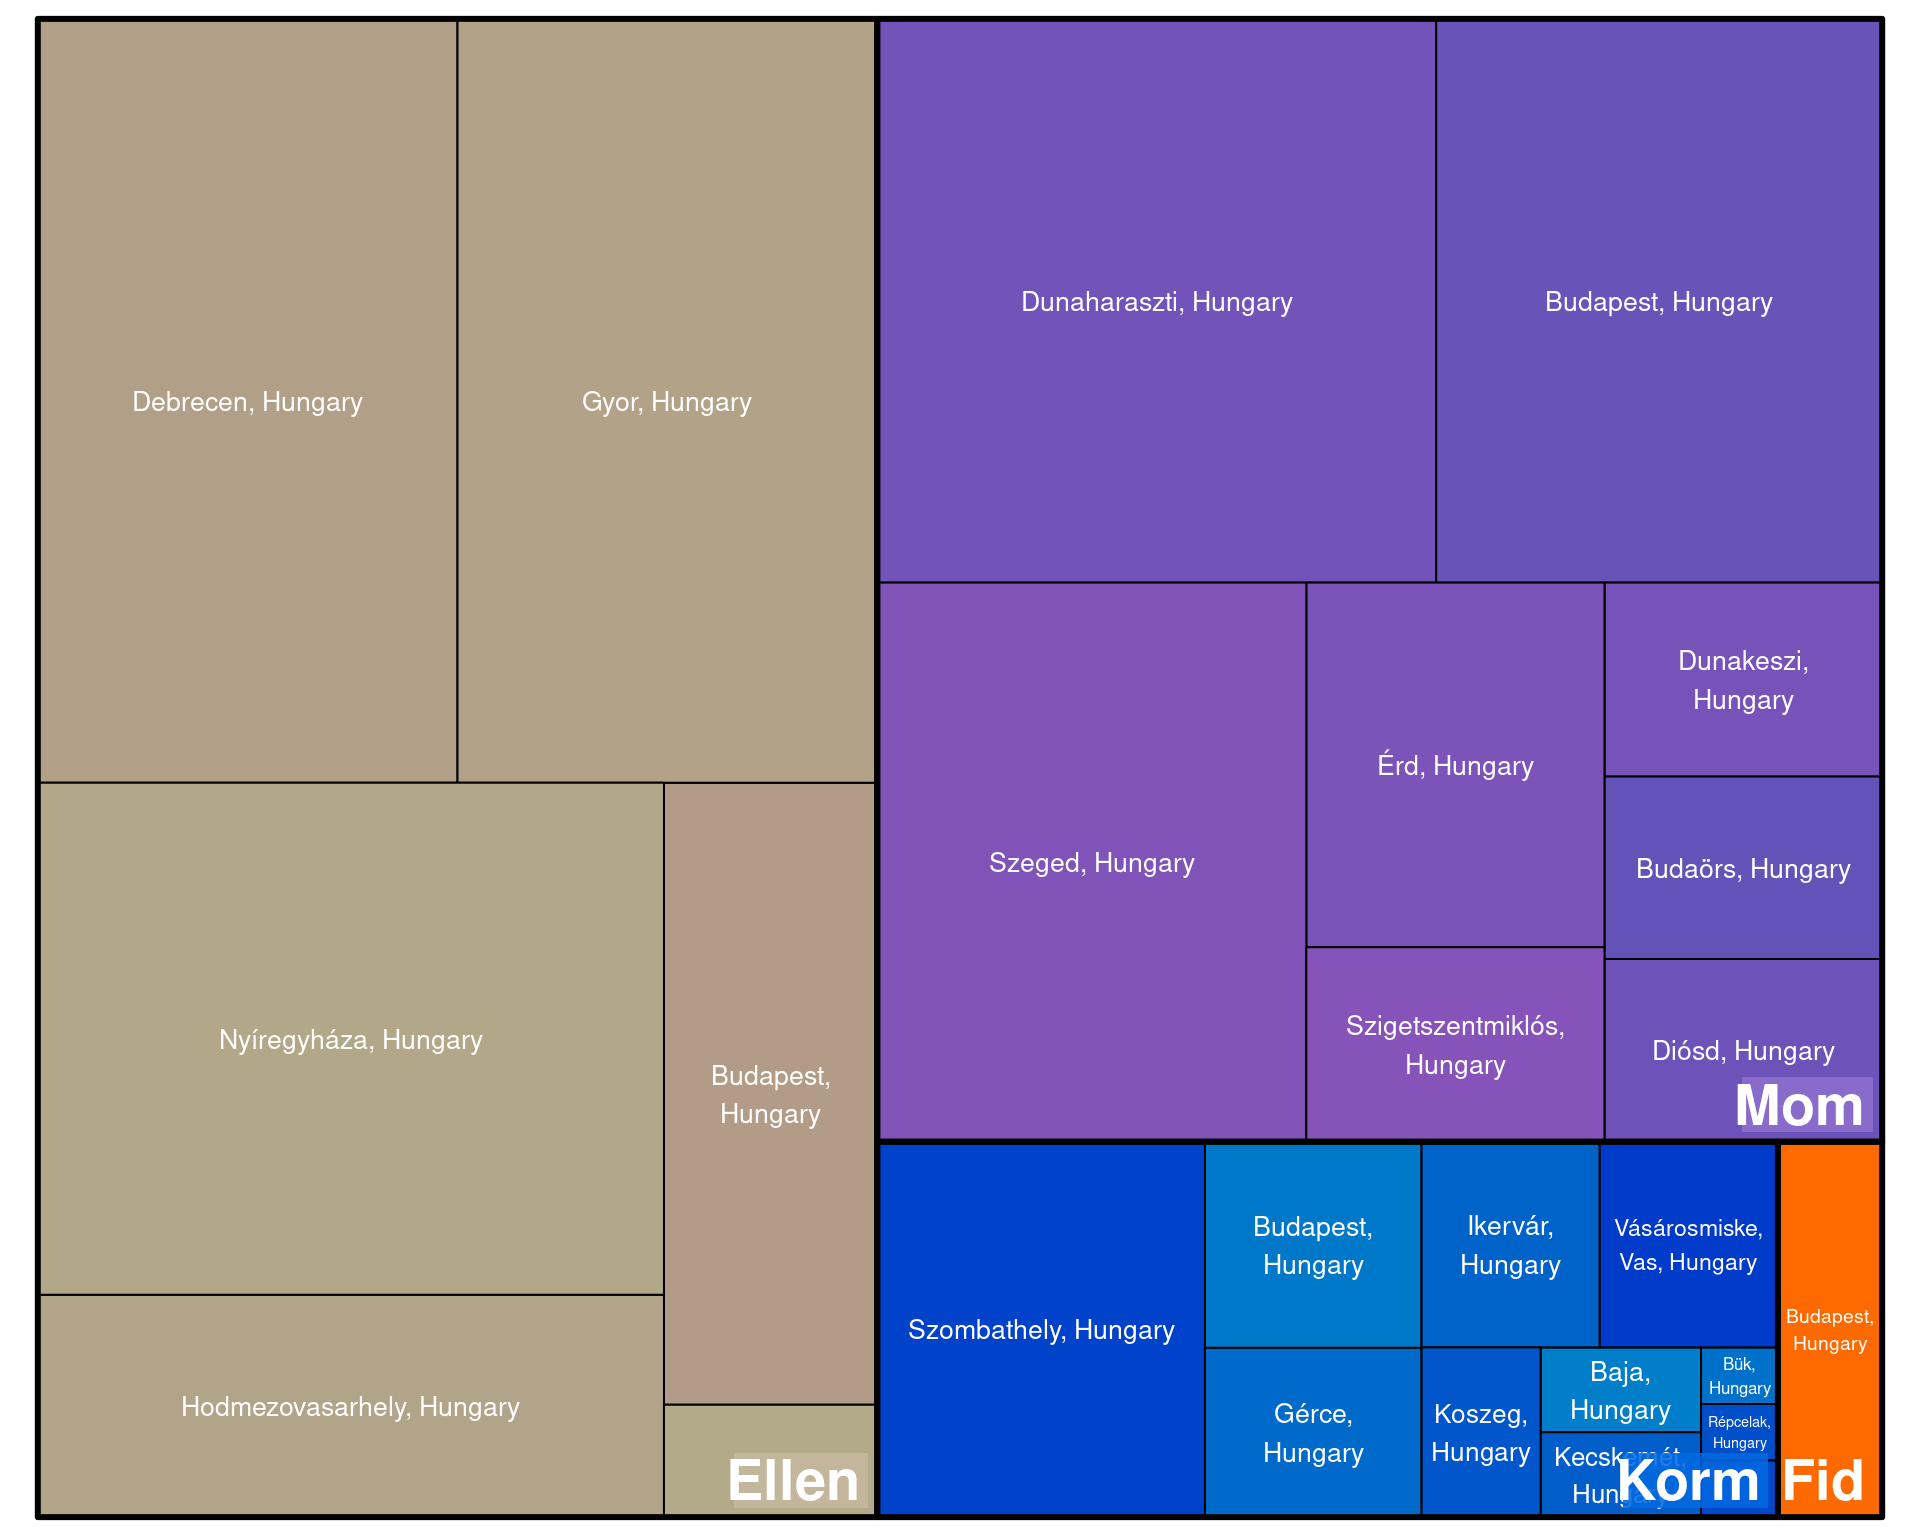 Debrecen, Hungary
Gyor, Hungary
Nyíregyháza, Hungary
Budapest,
Hungary
Hodmezovasarhely, Hungary
Ellen
Dunaharaszti, Hungary
Budapest, Hungary
Szeged, Hungary
Érd, Hungary
Dunakeszi,
Hungary
Budaörs, Hungary
Szigetszentmiklós,
Hungary
Diósd, Hungary
Mom
Szombathely, Hungary
Budapest,
Hungary
Ikervár,
Hungary
Vásárosmiske,
Vas, Hungary
Gérce,
Hungary
Koszeg,
Hungary
Baja,
Hungary
Bük,
Hungary
Répcelak,
Hungary
Kecskemét,
Hungary
Korm
Budapest,
Hungary
Fid